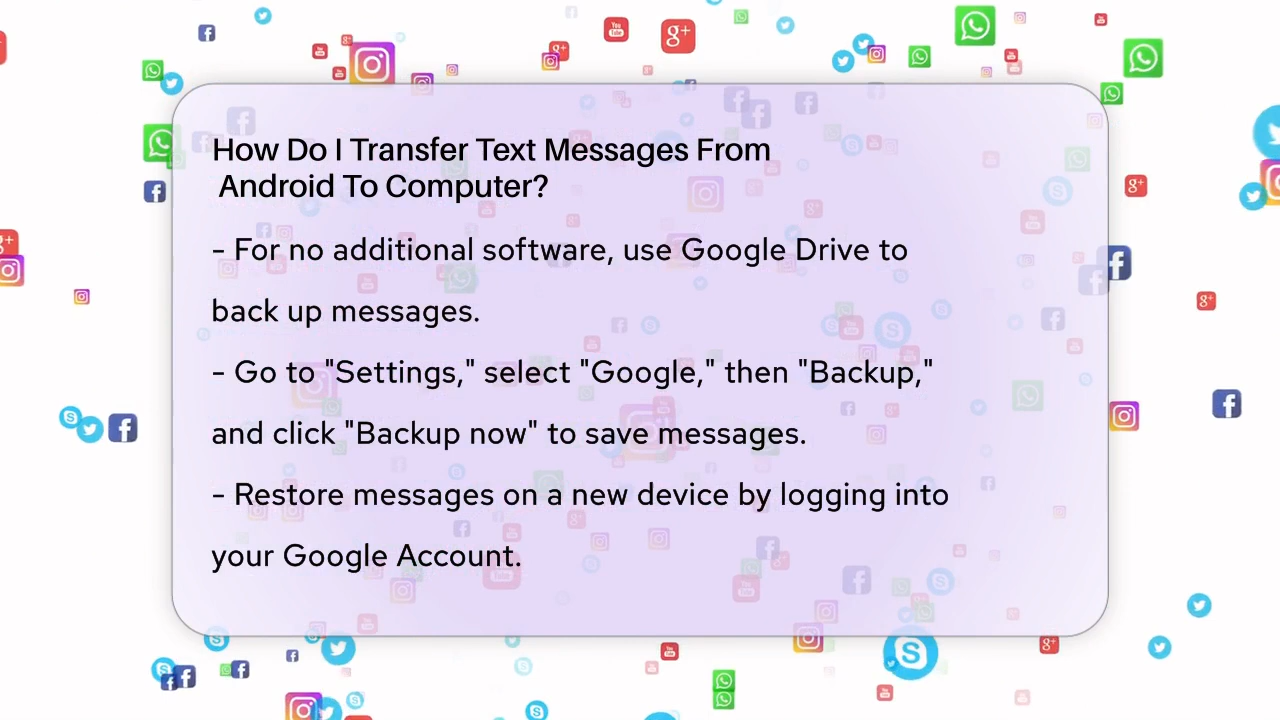 How Do I Transfer Text Messages From
Android To Computer?
– For no additional software, use Google Drive to
back up messages.
– Go to "Settings," select "Google," then "Backup,"
and click "Backup now" to save messages.
– Restore messages on a new device by logging into
your Google Account.